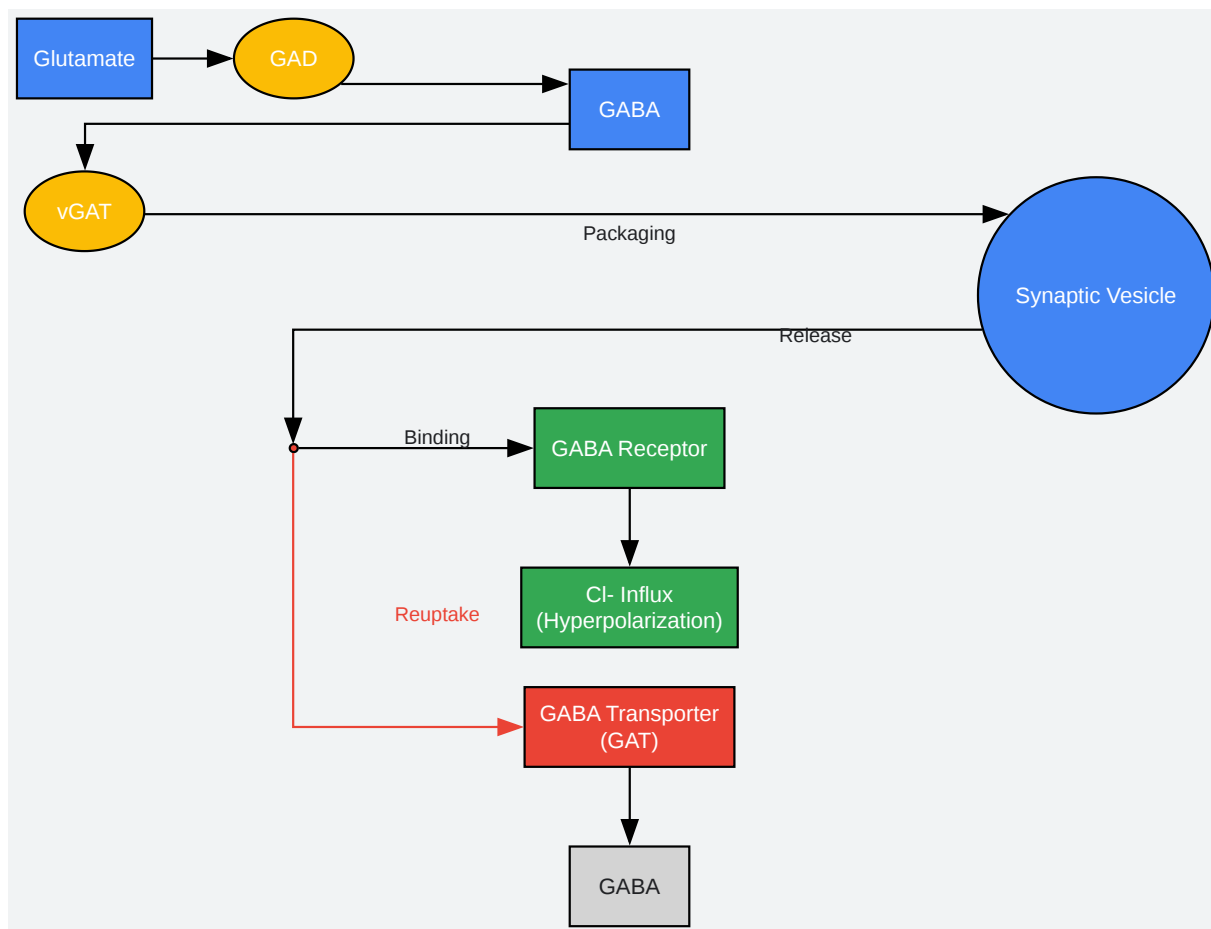 Glutamate
GAD
GABA
vGAT
Packaging
Synaptic Vesicle
Release
Binding
GABA Receptor
Cl- Influx
(Hyperpolarization)
Reuptake
GABA Transporter
(GAT)
GABA